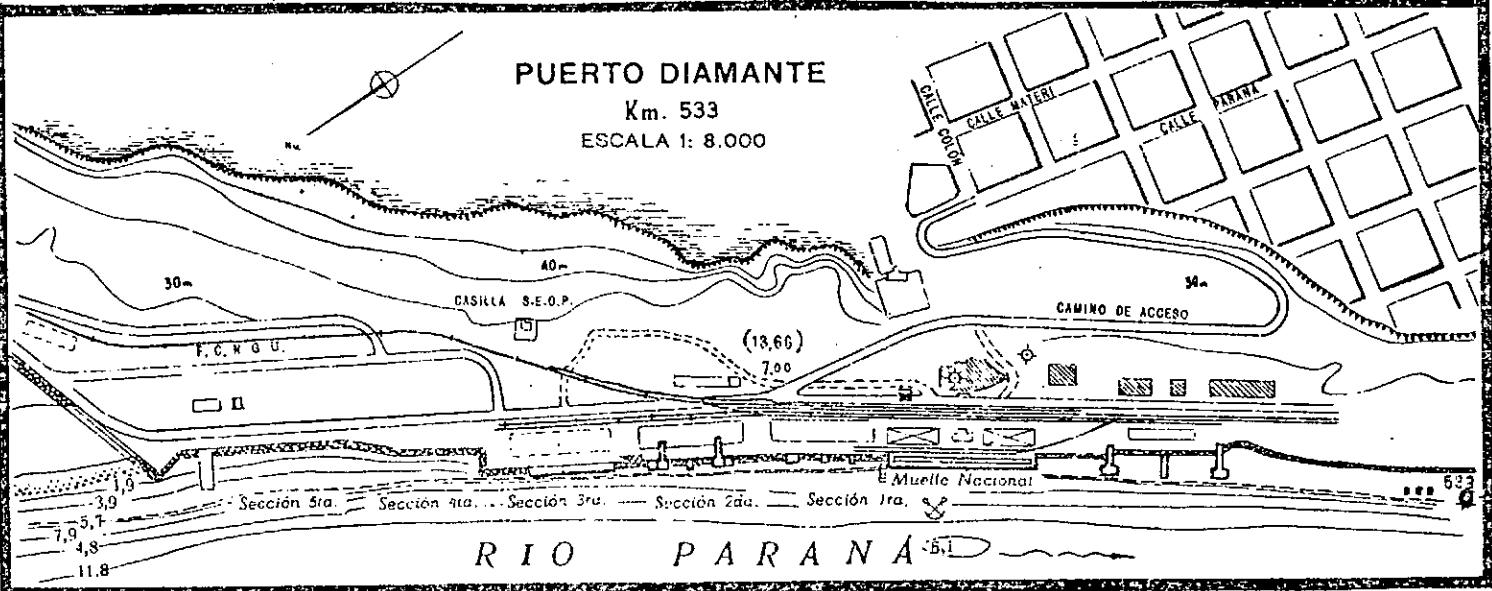 PUERTO DIAMANTE
Km. 533
ESCALA 1: 8.000
CALLE COLON
CALLE MATERI
CALLE PARANA
40m
30m
CASILLA S.E.O.P.
CAMINO DE ACCESO
(13,66)
7,00
Muelle Nacional
533
1,9
3,9
5,7
7,9
4,8
11.8
Sección 5ta.
Sección 4ta.
Sección 3ra.
Sección 2da.
Sección 1ra.
RIO PARANÁ